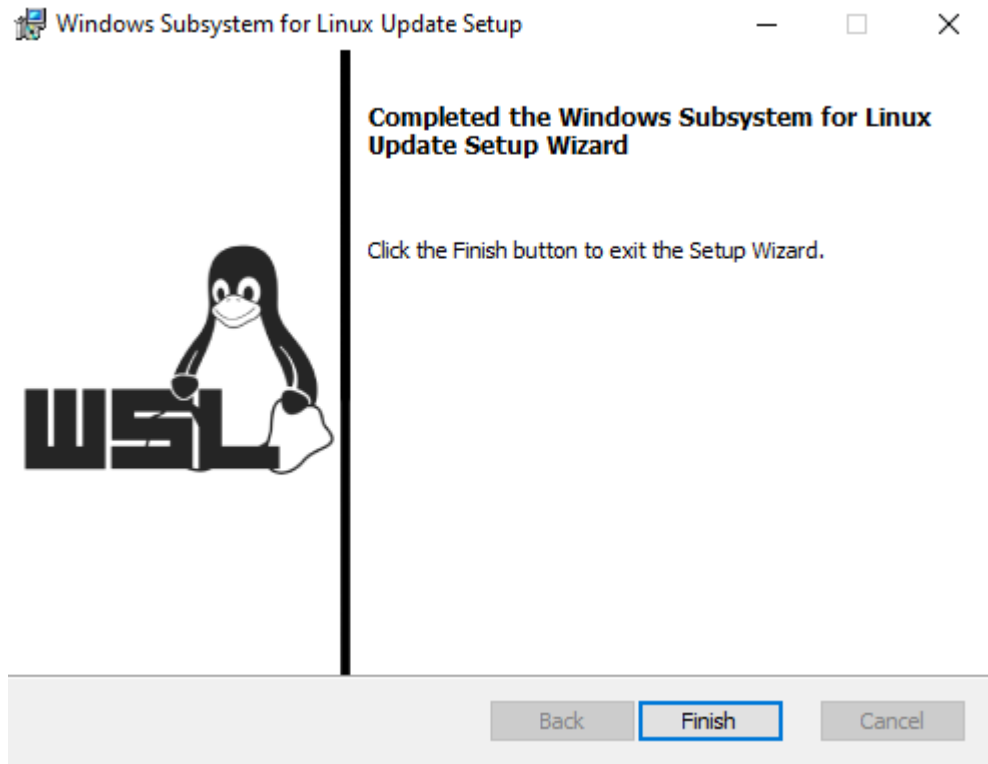 Windows Subsystem for Linux Update Setup
Completed the Windows Subsystem for Linux
Update Setup Wizard
Click the Finish button to exit the Setup Wizard.
WSL
Back
Finish
Cancel